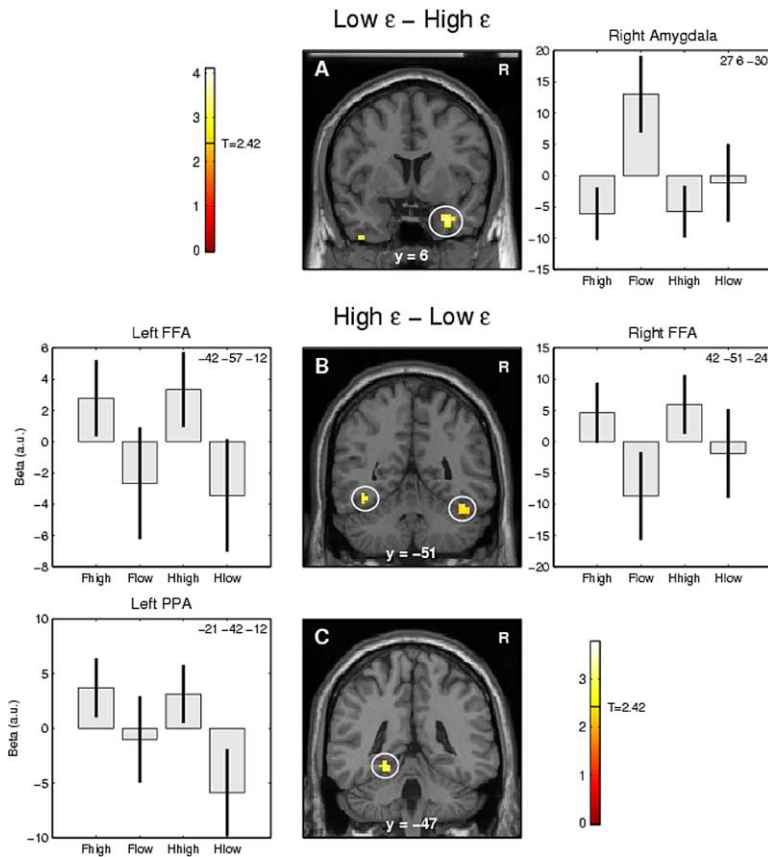 Low ε – High ε
4
3
2
1
0
T=2.42
A
R
y = 6
Right Amygdala
27 6 −30
20
15
10
5
0
−5
−10
−15
Fhigh Flow Hhigh Hlow
High ε – Low ε
Left FFA
−42 −57 −12
Beta (a.u.)
6
4
2
0
−2
−4
−6
−8
Fhigh Flow Hhigh Hlow
B
R
y = −51
Right FFA
42 −51 −24
15
10
5
0
−5
−10
−15
−20
Fhigh Flow Hhigh Hlow
Left PPA
−21 −42 −12
Beta (a.u.)
10
5
0
−5
−10
Fhigh Flow Hhigh Hlow
C
R
y = −47
3
2
1
0
T=2.42